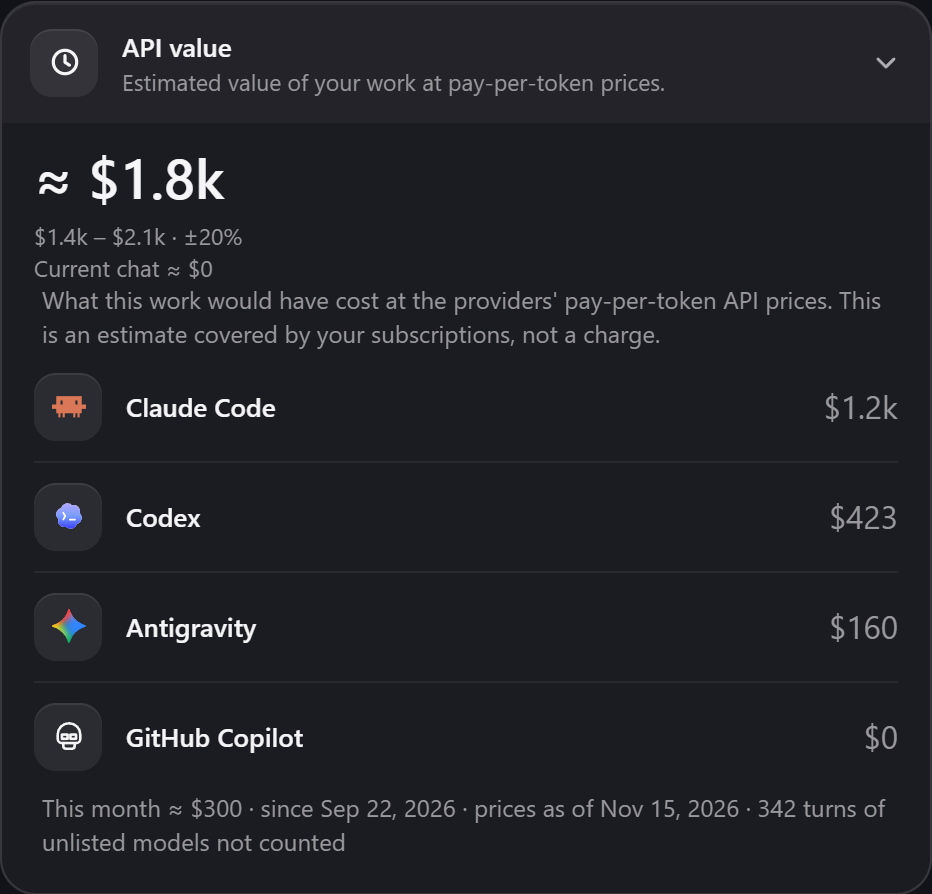 API value
Estimated value of your work at pay-per-token prices.
≈ $1.8k
$1.4k – $2.1k · ±20%
Current chat ≈ $0
What this work would have cost at the providers' pay-per-token API prices. This
is an estimate covered by your subscriptions, not a charge.
Claude Code $1.2k
Codex $423
Antigravity $160
GitHub Copilot $0
This month ≈ $300 · since Sep 22, 2026 · prices as of Nov 15, 2026 · 342 turns of
unlisted models not counted